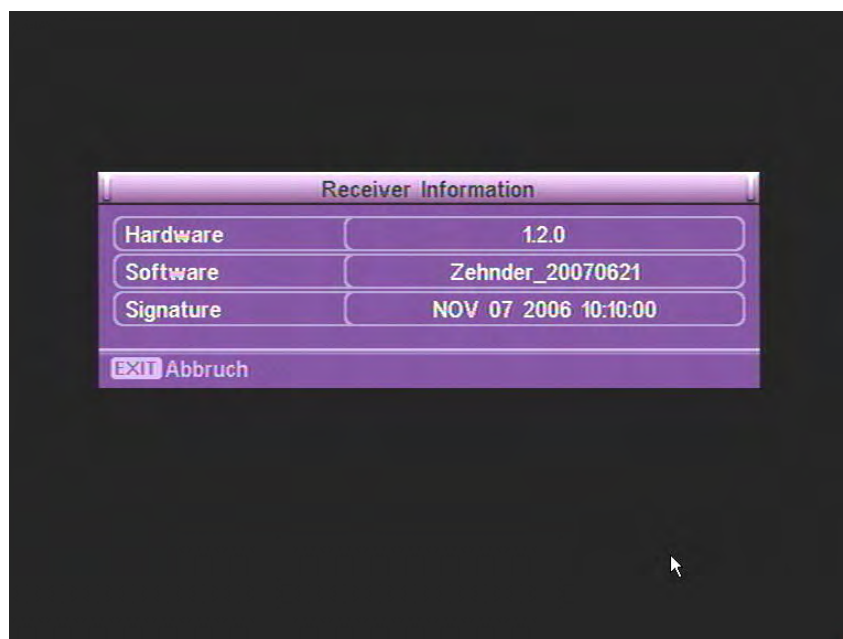 Receiver Information
Hardware 1.2.0
Software Zehnder_20070621
Signature NOV 07 2006 10:10:00
EXIT Abbruch